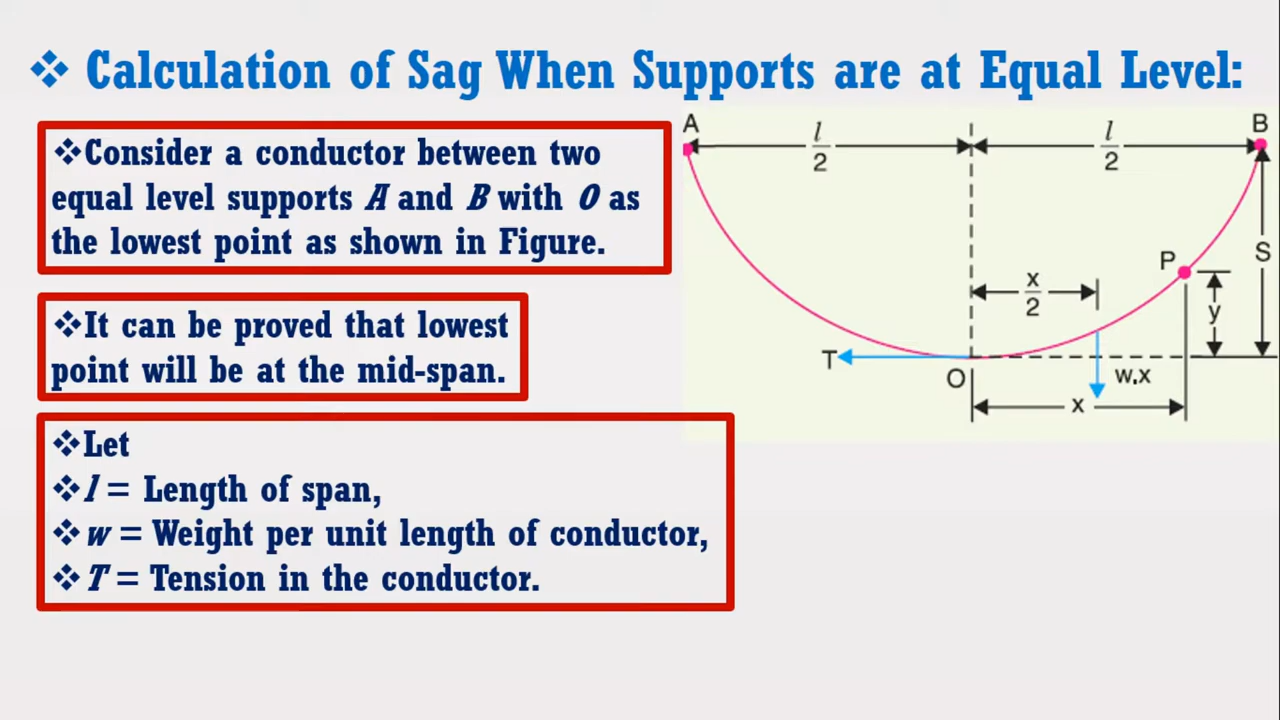 ❖ Calculation of Sag When Supports are at Equal Level:
❖Consider a conductor between two
equal level supports A and B with O as
the lowest point as shown in Figure.
❖It can be proved that lowest
point will be at the mid-span.
❖Let
❖l = Length of span,
❖w = Weight per unit length of conductor,
❖T = Tension in the conductor.
A
l
2
l
2
B
S
P
x
2
y
T
O
w.x
x